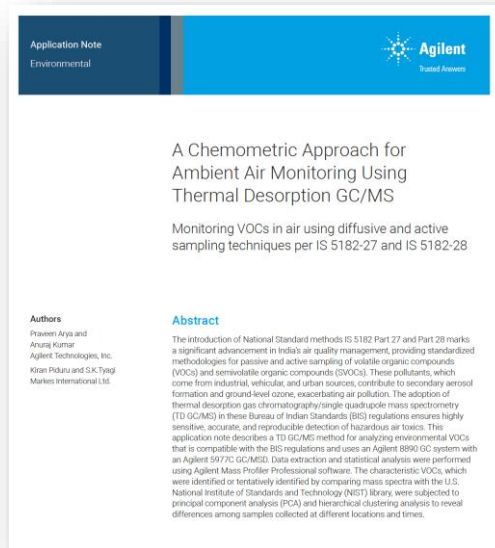 Application Note
Environmental
Agilent
Trusted Answers
A Chemometric Approach for
Ambient Air Monitoring Using
Thermal Desorption GC/MS
Monitoring VOCs in air using diffusive and active
sampling techniques per IS 5182-27 and IS 5182-28
Authors
Praveen Arya and
Anuraj Kumar
Agilent Technologies, Inc.
Kiran Piduru and S.K.Tyagi
Markes International Ltd.
Abstract
The introduction of National Standard methods IS 5182 Part 27 and Part 28 marks
a significant advancement in India's air quality management, providing standardized
methodologies for passive and active sampling of volatile organic compounds
(VOCs) and semivolatile organic compounds (SVOCs). These pollutants, which
come from industrial, vehicular, and urban sources, contribute to secondary aerosol
formation and ground-level ozone, exacerbating air pollution. The adoption of
thermal desorption gas chromatography/single quadrupole mass spectrometry
(TD GC/MS) in these Bureau of Indian Standards (BIS) regulations ensures highly
sensitive, accurate, and reproducible detection of hazardous air toxics. This
application note describes a TD GC/MS method for analyzing environmental VOCs
that is compatible with the BIS regulations and uses an Agilent 8890 GC system with
an Agilent 5977C GC/MSD. Data extraction and statistical analysis were performed
using Agilent Mass Profiler Professional software. The characteristic VOCs, which
were identified or tentatively identified by comparing mass spectra with the U.S.
National Institute of Standards and Technology (NIST) library, were subjected to
principal component analysis (PCA) and hierarchical clustering analysis to reveal
differences among samples collected at different locations and times.